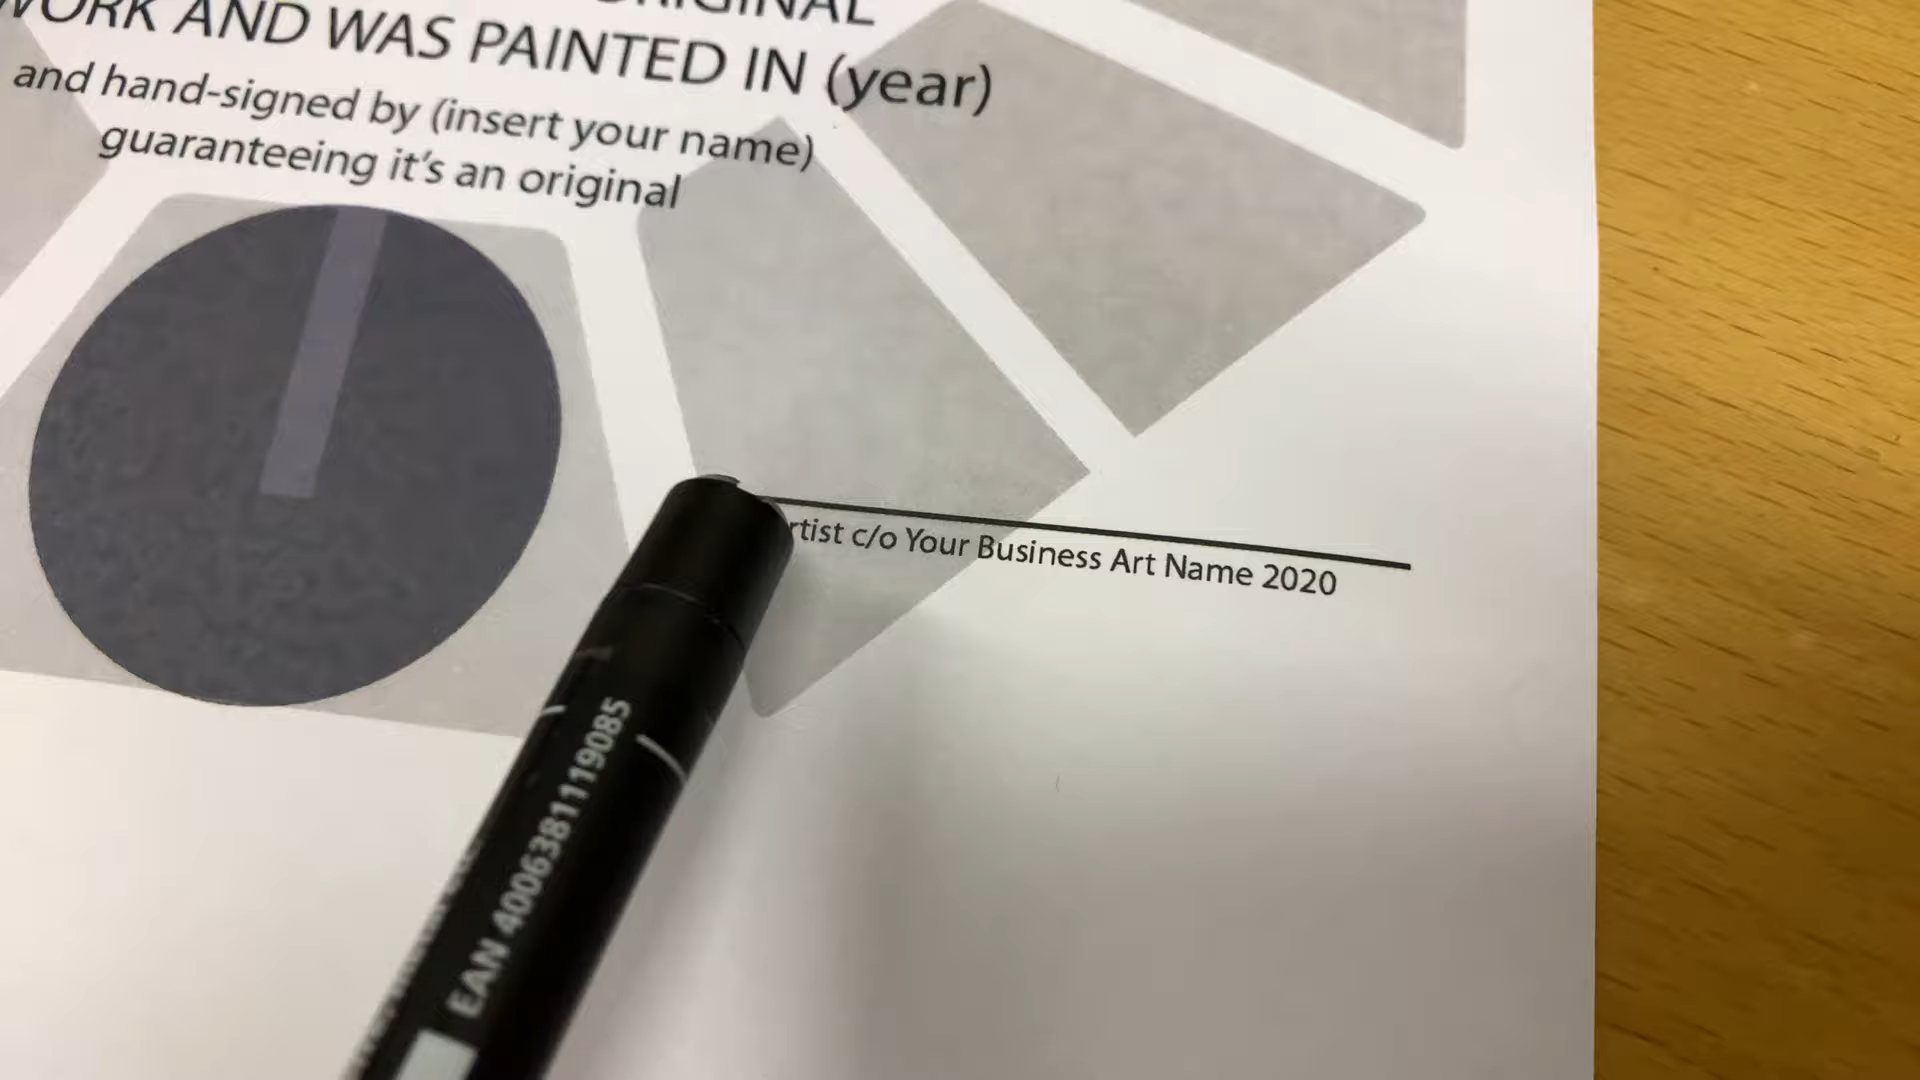 ORIGINAL
WORK AND WAS PAINTED IN (year)
and hand-signed by (insert your name)
guaranteeing it's an original
rtist c/o Your Business Art Name 2020
EAN 4006381119085